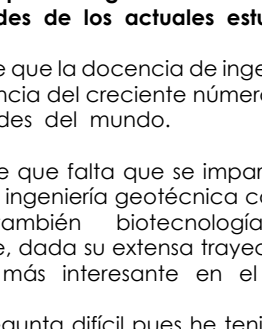 des de los actuales estu
e que la docencia de inge
ncia del creciente númer
des del mundo.
e que falta que se impar
ingeniería geotécnica c
ambién biotecnología
e, dada su extensa trayec
más interesante en el
gunta difícil pues he teni